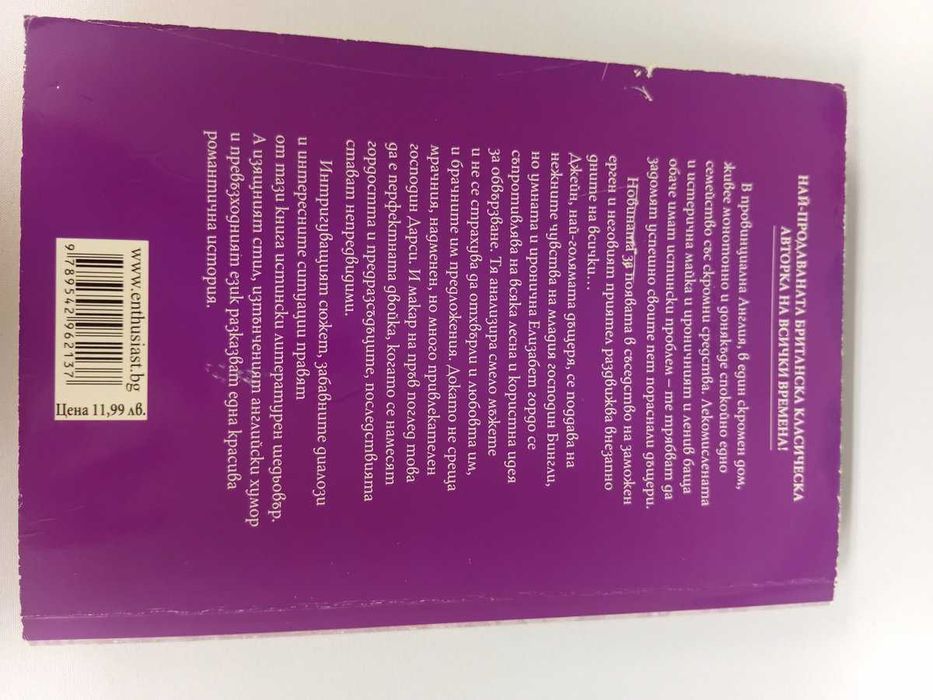 НАЙ-ПРОДАВАНАТА БРИТАНСКА КЛАСИЧЕСКА
АВТОРКА НА ВСИЧКИ ВРЕМЕНА!
В провинциална Англия, в един скромен дом,
живее монотонно и донякъде спокойно едно
семейство със скромни средства. Лекомислената
и истерична майка и ироничният и ленив баща
обаче имат истински проблем – те трябват да
задомят успешно своите пет пораснали дъщери.
Новината за появата в съседство на заможен
ерген и неговият приятел раздвижва внезапно
дните на всички...
Джейн, най-голямата дъщеря, се поддава на
нежните чувства на младия господин Бингли,
но умната и иронична Елизабет гордо се
съпротивлява на всяка лесна и користна идея
за обвързване. Тя анализира смело мъжете
и не се страхува да отхвърли и любовта им,
и брачните им предложения. Докато не среща
мрачния, надменен, но много привлекателен
господин Дарси. И макар на пръв поглед това
да е перфектната двойка, когато се намесят
гордостта и предразсъдъците, последствията
стават непредвидими.
Интригуващият сюжет, забавните диалози
и интересните ситуации правят
от тази книга истински литературен шедьовър.
А изящният стил, изтънченият английски хумор
и превъзходният език разказват една красива
романтична история.
www.enthusiast.bg
9 789542 962137
Цена 11,99 лв.